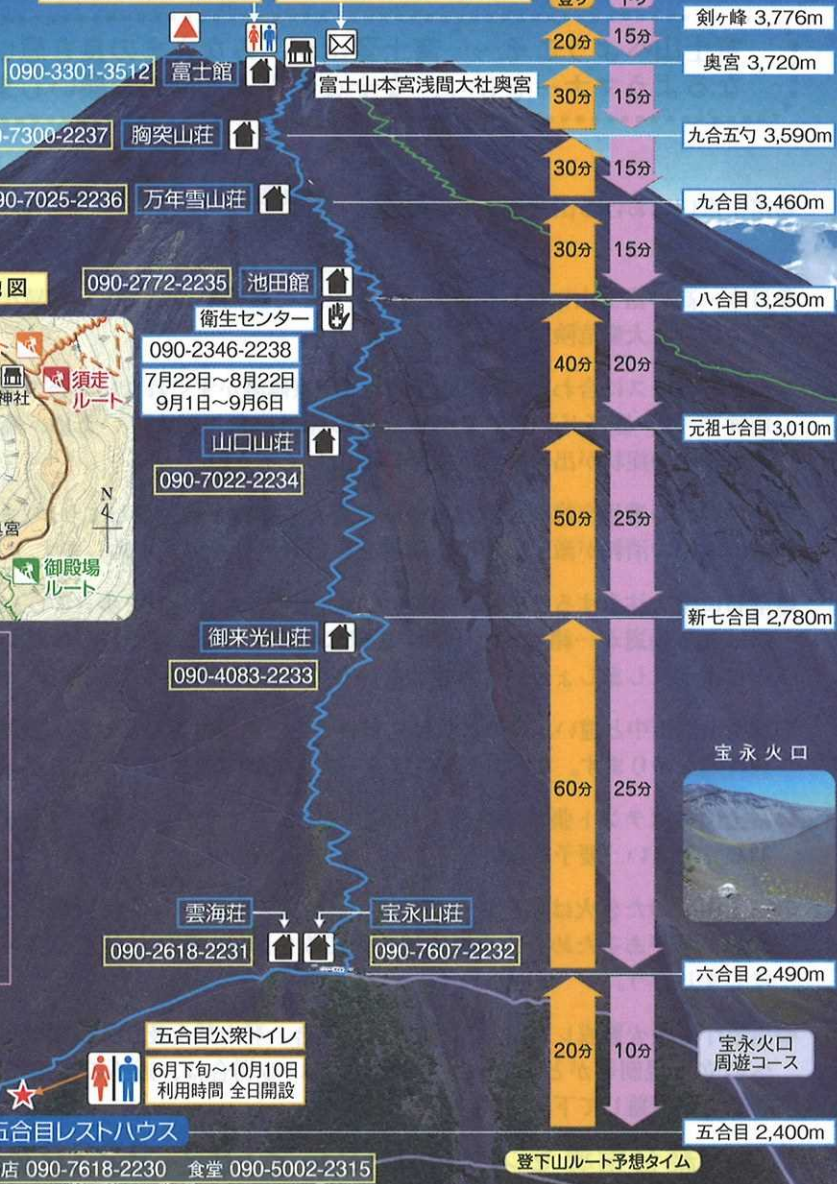 登り 下り
剣ヶ峰 3,776m
20分 15分
奥宮 3,720m
090-3301-3512 富士館
富士山本宮浅間大社奥宮
30分 15分
-7300-2237 胸突山荘
九合五勺 3,590m
30分 15分
90-7025-2236 万年雪山荘
九合目 3,460m
30分 15分
図
090-2772-2235 池田館
八合目 3,250m
衛生センター
090-2346-2238
7月22日～8月22日
9月1日～9月6日
40分 20分
須走
ルート
神社
元祖七合目 3,010m
山口山荘
090-7022-2234
N
宮
50分 25分
御殿場
ルート
新七合目 2,780m
御来光山荘
090-4083-2233
60分 25分
宝永火口
雲海荘
090-2618-2231
宝永山荘
090-7607-2232
六合目 2,490m
五合目公衆トイレ
6月下旬～10月10日
利用時間 全日開設
20分 10分
宝永火口
周遊コース
五合目レストハウス
五合目 2,400m
店 090-7618-2230 食堂 090-5002-2315
登下山ルート予想タイム